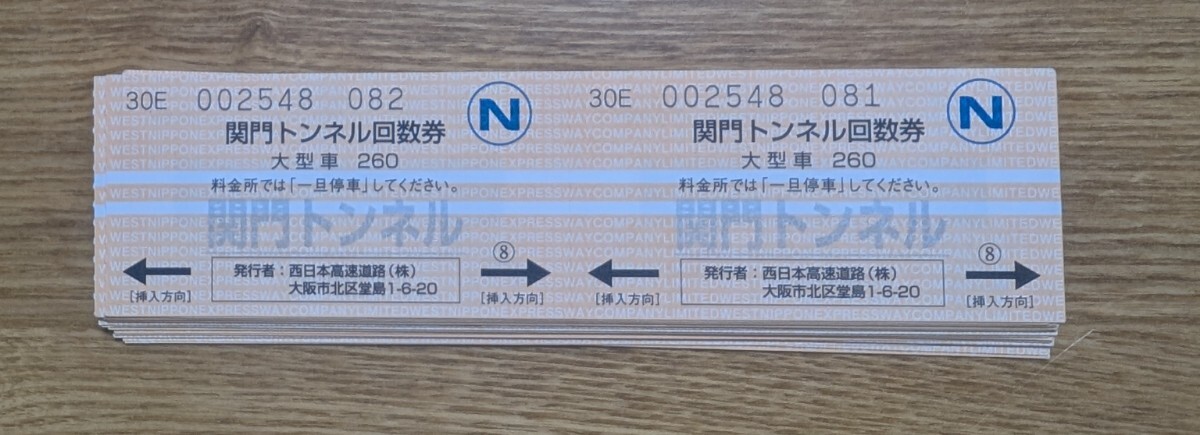 30E 002548 082
N
関門トンネル回数券
大型車 260
料金所では「一旦停車」してください。
関門トンネル
⑧
[挿入方向]
発行者：西日本高速道路（株）
大阪市北区堂島1-6-20
[挿入方向]
30E 002548 081
N
関門トンネル回数券
大型車 260
料金所では「一旦停車」してください。
関門トンネル
⑧
[挿入方向]
発行者：西日本高速道路（株）
大阪市北区堂島1-6-20
[挿入方向]
WESTNIPPONEXPRESSWAYCOMPANYLIMITED